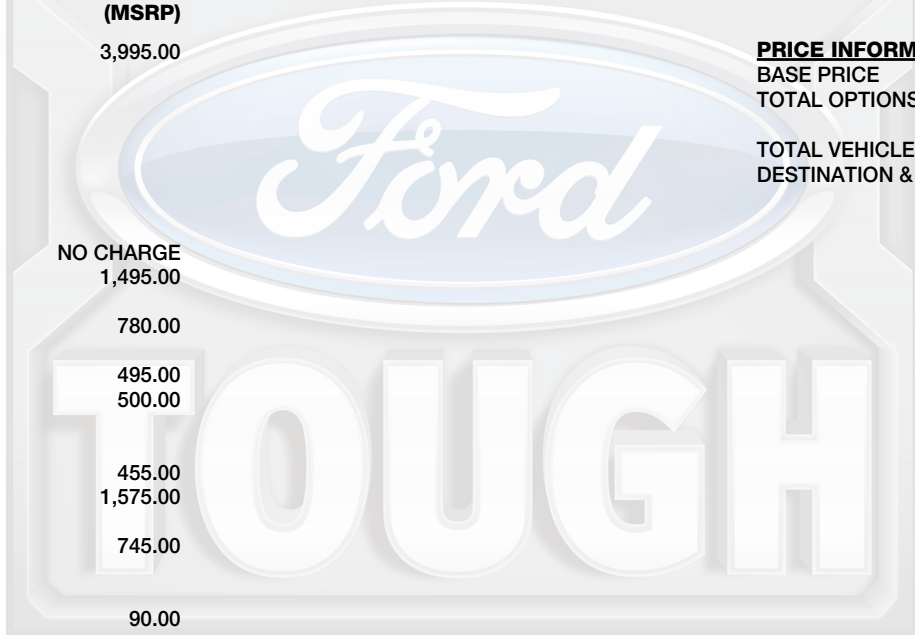 (MSRP)
3,995.00
NO CHARGE
1,495.00
780.00
495.00
500.00
455.00
1,575.00
745.00
90.00
PRICE INFORM
BASE PRICE
TOTAL OPTIONS
TOTAL VEHICLE
DESTINATION &
Ford
TOUGH